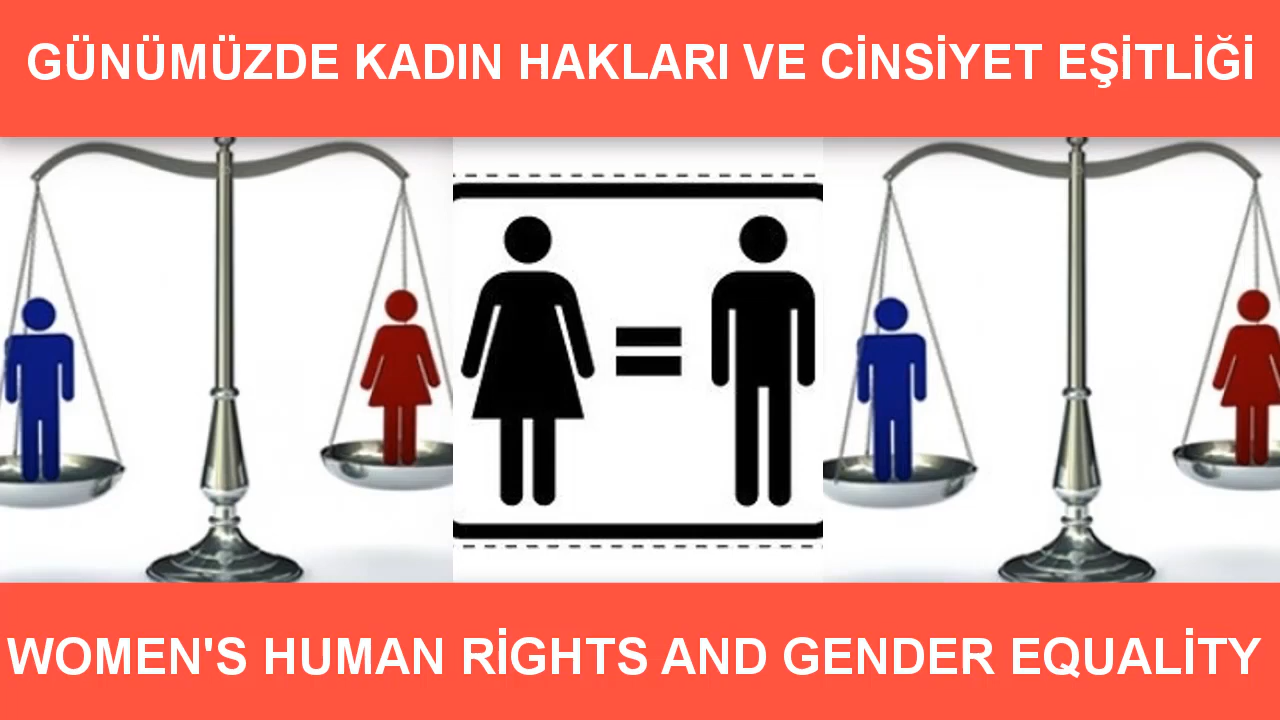 GÜNÜMÜZDE KADIN HAKLARI VE CİNSİYET EŞİTLİĞİ
=
WOMEN'S HUMAN RİGHTS AND GENDER EQUALİTY